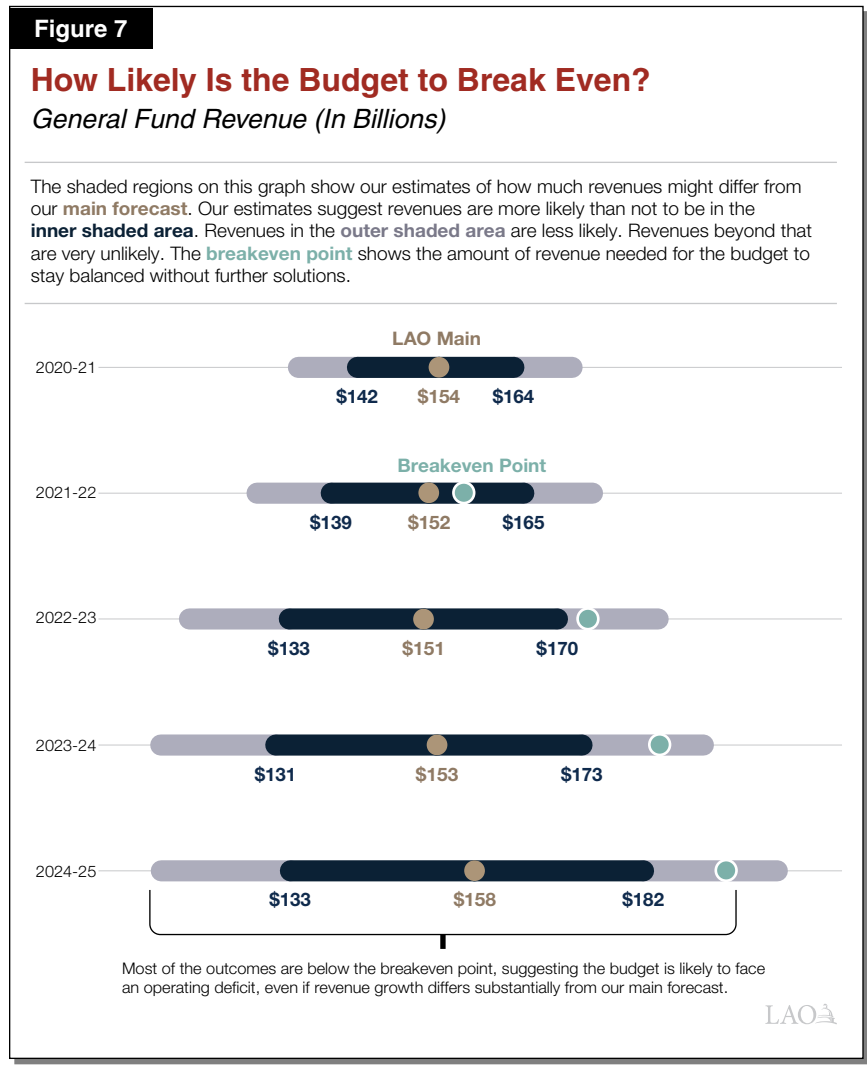 Figure 7
How Likely Is the Budget to Break Even?
General Fund Revenue (In Billions)
The shaded regions on this graph show our estimates of how much revenues might differ from
our main forecast. Our estimates suggest revenues are more likely than not to be in the
inner shaded area. Revenues in the outer shaded area are less likely. Revenues beyond that
are very unlikely. The breakeven point shows the amount of revenue needed for the budget to
stay balanced without further solutions.
LAO Main
2020-21
$142 $154 $164
Breakeven Point
2021-22
$139 $152 $165
2022-23
$133 $151 $170
2023-24
$131 $153 $173
2024-25
$133 $158 $182
Most of the outcomes are below the breakeven point, suggesting the budget is likely to face
an operating deficit, even if revenue growth differs substantially from our main forecast.
LAO